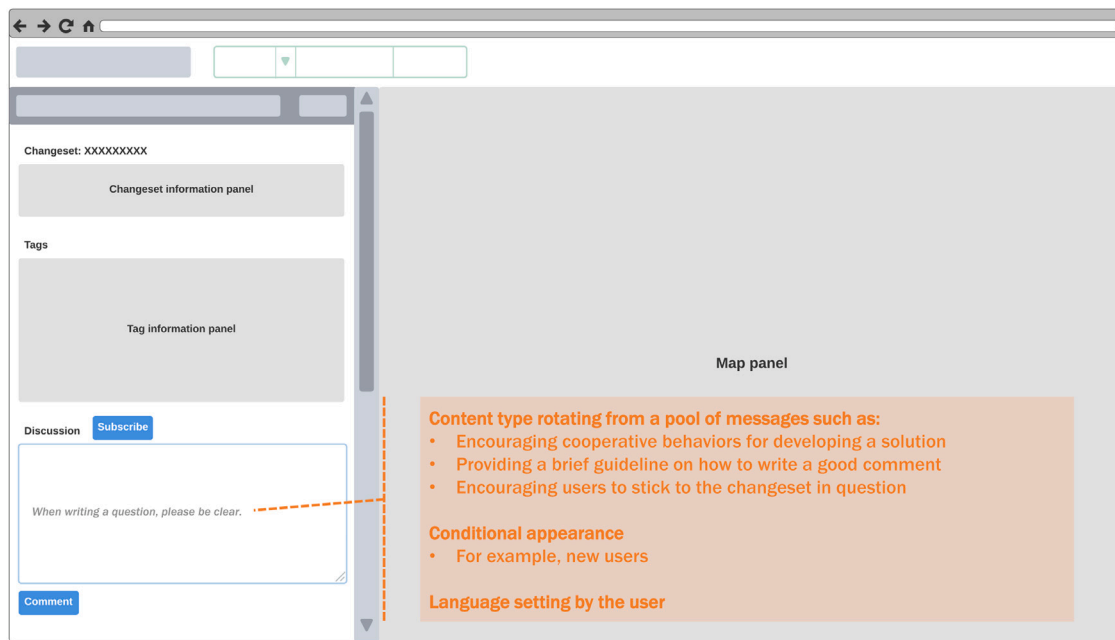 Changeset: XXXXXXXXX
Changeset information panel
Tags
Tag information panel
Discussion
Subscribe
When writing a question, please be clear.
Comment
Map panel
Content type rotating from a pool of messages such as:
• Encouraging cooperative behaviors for developing a solution
• Providing a brief guideline on how to write a good comment
• Encouraging users to stick to the changeset in question
Conditional appearance
• For example, new users
Language setting by the user